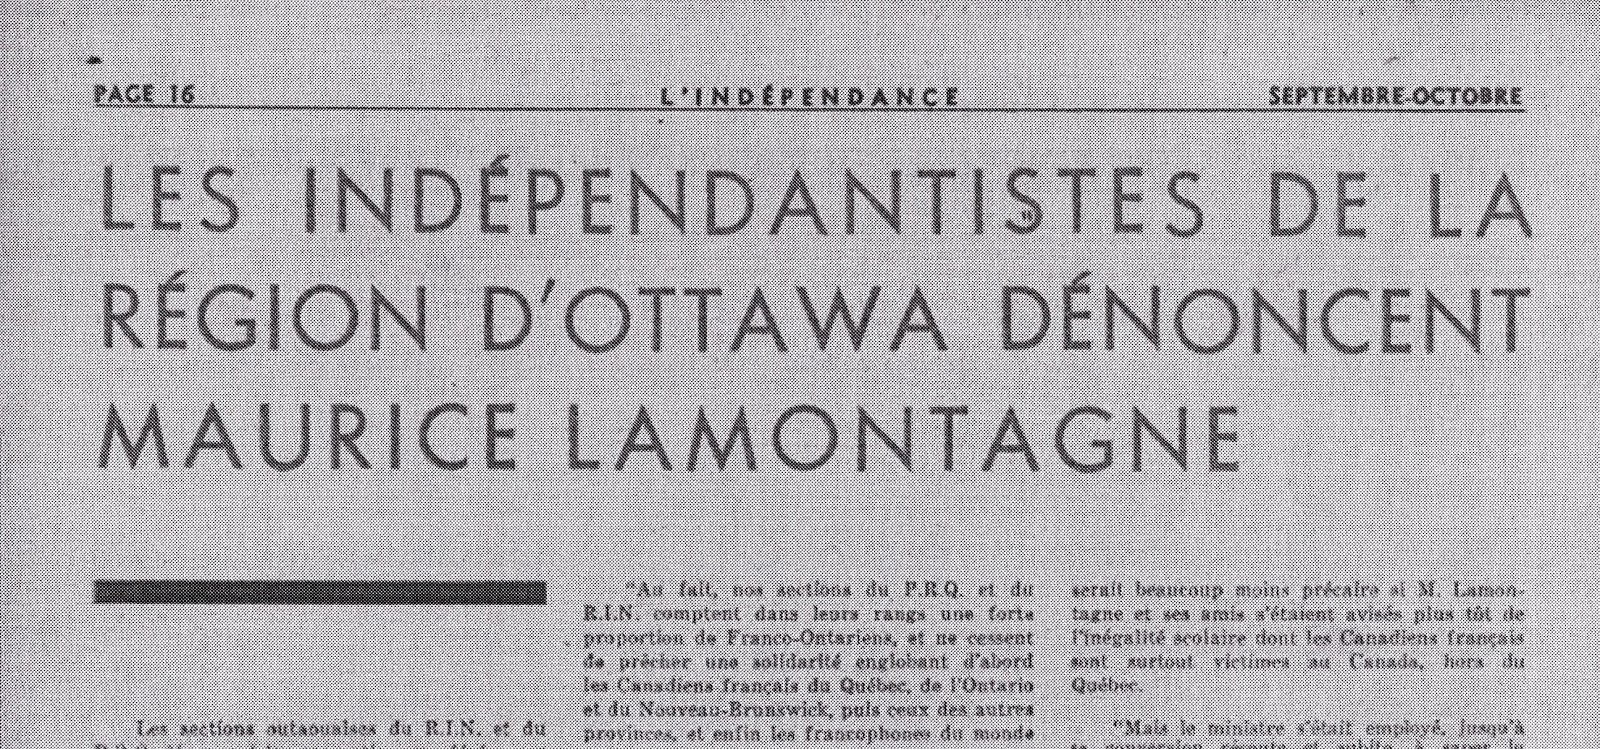 PAGE 16
L'INDÉPENDANCE
SEPTEMBRE-OCTOBRE
LES INDÉPENDANTISTES DE LA
RÉGION D'OTTAWA DÉNONCENT
MAURICE LAMONTAGNE
Les sections outaouaises du R.I.N. et du
"Au fait, nos sections du P.R.Q. et du
R.I.N. comptent dans leurs rangs une forte
proportion de Franco-Ontariens, et ne cessent
de prêcher une solidarité englobant d'abord
les Canadiens français du Québec, de l'Ontario
et du Nouveau-Brunswick, puis ceux des autres
provinces, et enfin les francophones du monde
serait beaucoup moins précaire si M. Lamon-
tagne et ses amis s'étaient avisés plus tôt de
l'inégalité scolaire dont les Canadiens français
sont surtout victimes au Canada, hors du
Québec.
"Mais le ministre s'était employé, jusqu'à